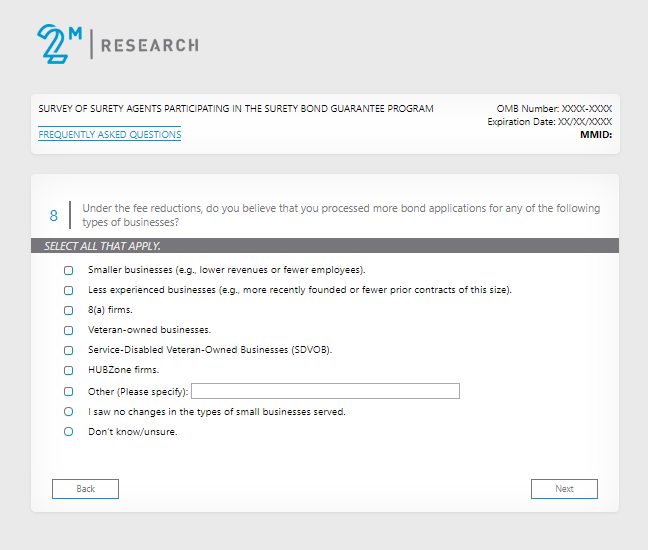 2M RESEARCH
SURVEY OF SURETY AGENTS PARTICIPATING IN THE SURETY BOND GUARANTEE PROGRAM
OMB Number: XXXX-XXXX
Expiration Date: XX/XX/XXXX
FREQUENTLY ASKED QUESTIONS
MMID:
8
Under the fee reductions, do you believe that you processed more bond applications for any of the following
types of businesses?
SELECT ALL THAT APPLY.
Smaller businesses (e.g., lower revenues or fewer employees).
Less experienced businesses (e.g., more recently founded or fewer prior contracts of this size).
8(a) firms.
Veteran-owned businesses.
Service-Disabled Veteran-Owned Businesses (SDVOB).
HUBZone firms.
Other (Please specify):
I saw no changes in the types of small businesses served.
Don't know/unsure.
Back
Next